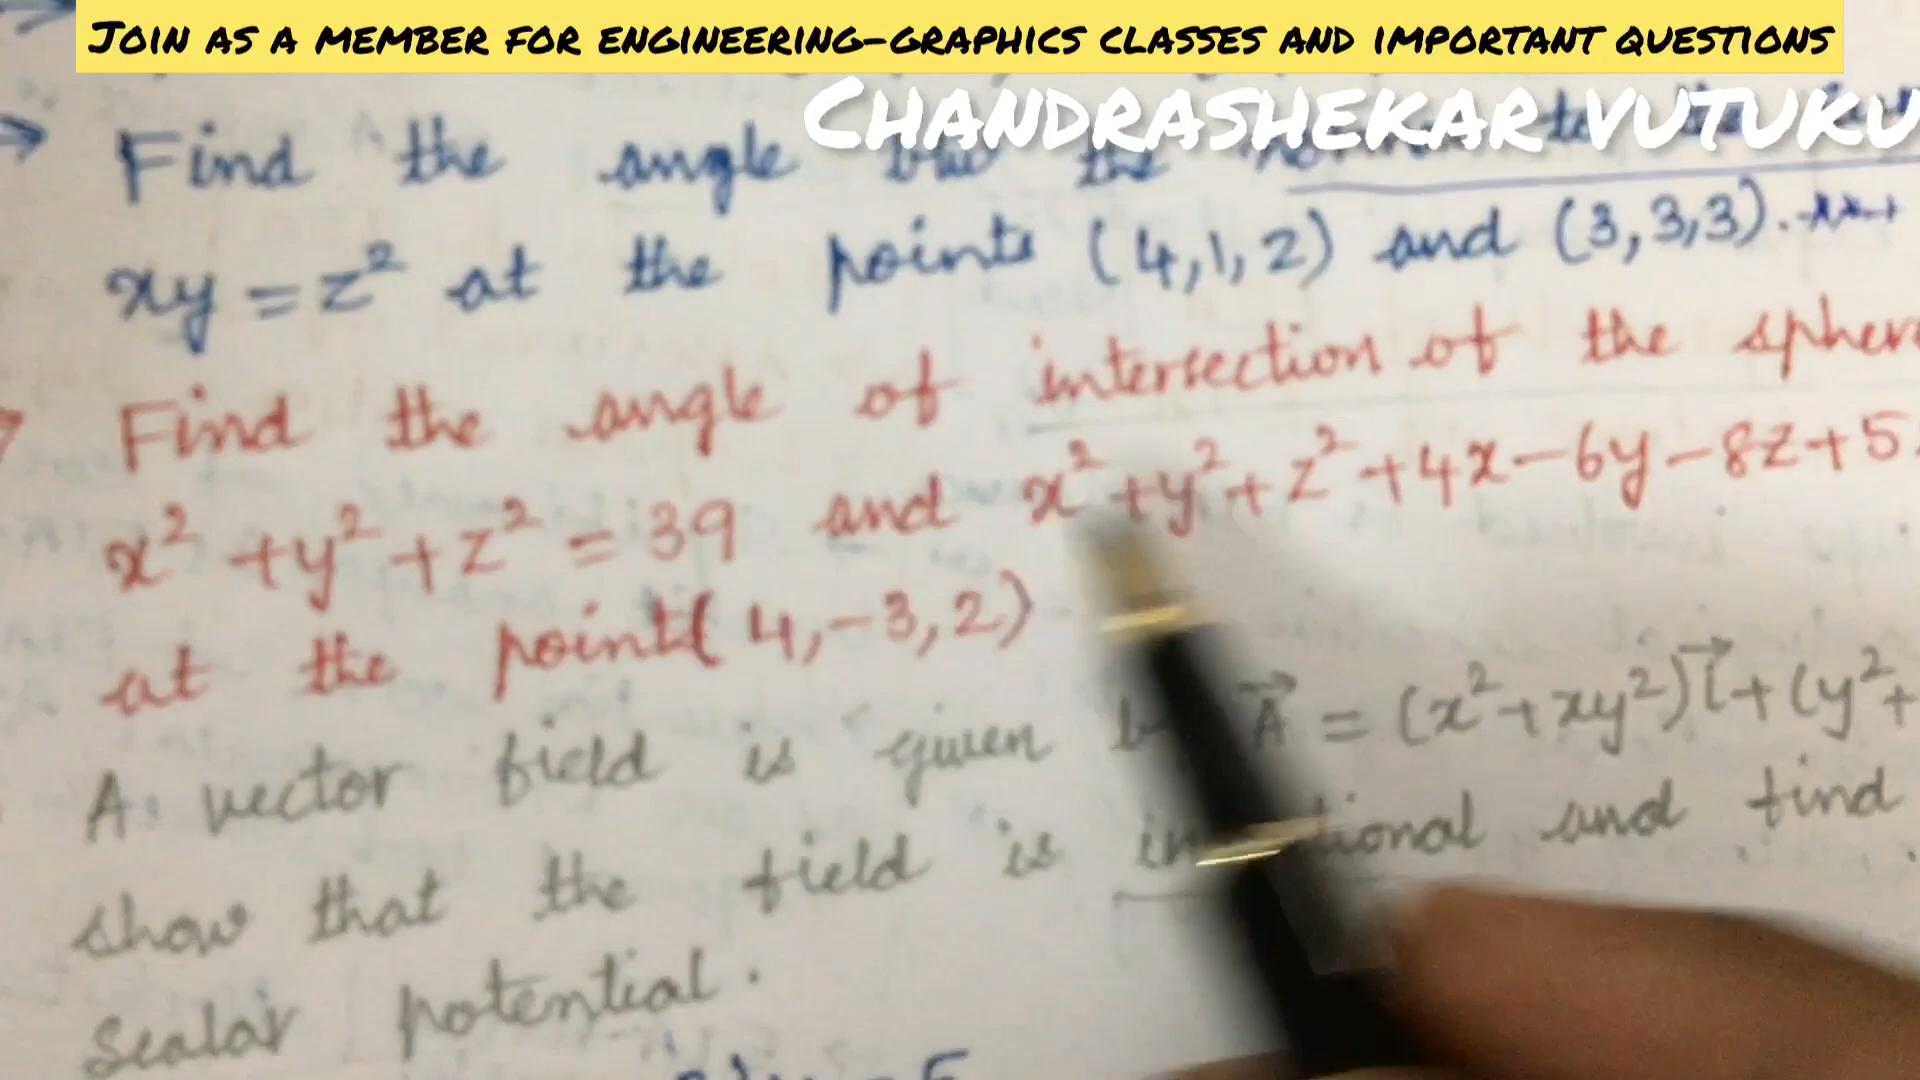 JOIN AS A MEMBER FOR ENGINEERING-GRAPHICS CLASSES AND IMPORTANT QUESTIONS
CHANDRASHEKAR VUTUKU
→ Find the angle btw the
xy = z² at the points (4,1,2) and (3,3,3).
Find the angle of intersection of the spher
x² + y² + z² = 39 and x² + y² + z² + 4x - 6y - 8z + 5
at the point (4, -3, 2)
A vector field is given A⃗ = (x² + xy²)i⃗ + (y² +
show that the field is and find
Scalar potential.